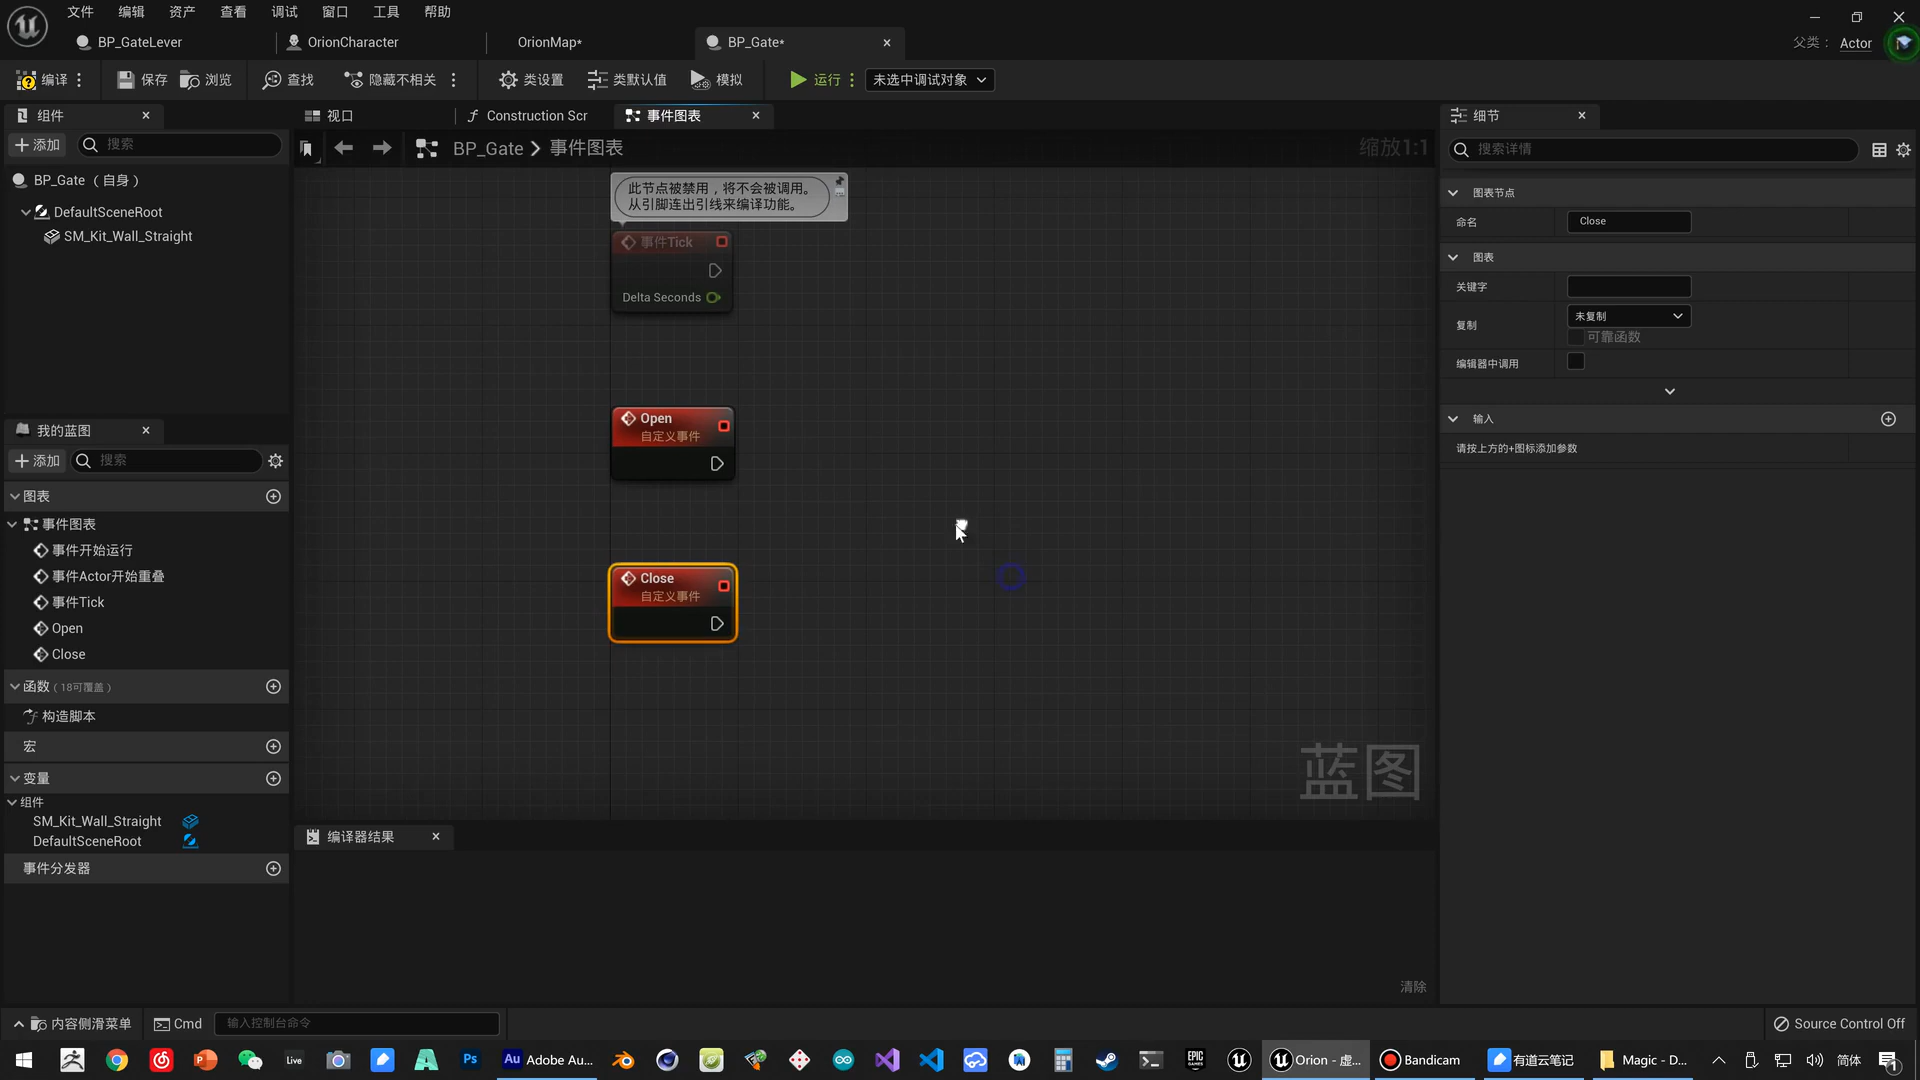 文件 编辑 资产 查看 调试 窗口 工具 帮助
BP_GateLever OrionCharacter OrionMap* BP_Gate*
父类： Actor
编译 保存 浏览 查找 隐藏不相关 类设置 类默认值 模拟 运行 未选中调试对象
组件 视口 Construction Scr 事件图表 细节
添加 搜索
BP_Gate > 事件图表
缩放1:1
搜索详情
BP_Gate （自身）
DefaultSceneRoot
SM_Kit_Wall_Straight
此节点被禁用，将不会被调用。
从引脚连出引线来编译功能。
事件Tick
Delta Seconds
Open
自定义事件
Close
自定义事件
蓝图
图表节点
命名 Close
图表
关键字
复制 未复制
可靠函数
编辑器中调用
输入
请按上方的+图标添加参数
我的蓝图
添加 搜索
图表
事件图表
事件开始运行
事件Actor开始重叠
事件Tick
Open
Close
函数（18可覆盖）
构造脚本
宏
变量
组件
SM_Kit_Wall_Straight
DefaultSceneRoot
事件分发器
编译器结果
清除
内容侧滑菜单 Cmd 输入控制台命令 Source Control Off
Live Ps Au Adobe Au... EPIC GAMES Orion - 虚... Bandicam 有道云笔记 Magic - D... 简体 1